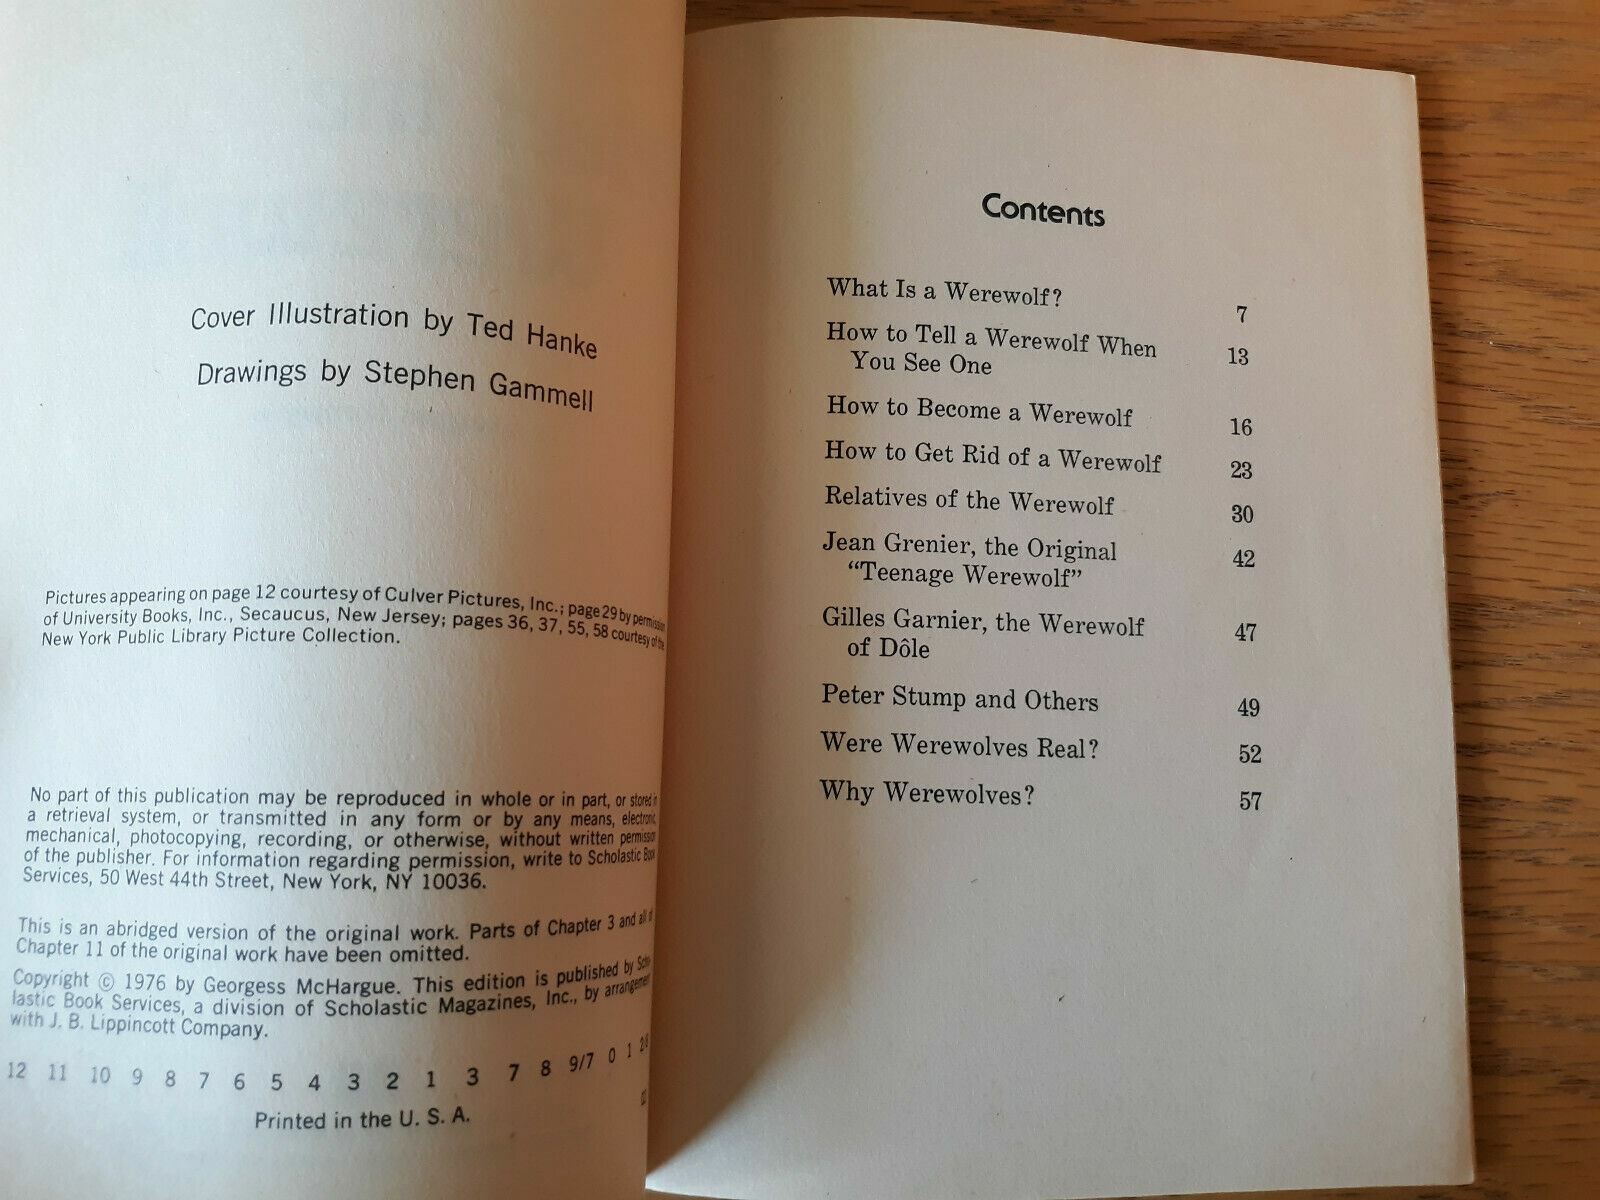 Cover Illustration by Ted Hanke
Drawings by Stephen Gammell
Pictures appearing on page 12 courtesy of Culver Pictures, Inc.; page 29 by permission
of University Books, Inc., Secaucus, New Jersey; pages 36, 37, 55, 58 courtesy of the
New York Public Library Picture Collection.
No part of this publication may be reproduced in whole or in part, or stored in
a retrieval system, or transmitted in any form or by any means, electronic,
mechanical, photocopying, recording, or otherwise, without written permission
of the publisher. For information regarding permission, write to Scholastic Book
Services, 50 West 44th Street, New York, NY 10036.
This is an abridged version of the original work. Parts of Chapter 3 and all of
Chapter 11 of the original work have been omitted.
Copyright © 1976 by Georgess McHargue. This edition is published by Scho-
lastic Book Services, a division of Scholastic Magazines, Inc., by arrangement
with J. B. Lippincott Company.
12 11 10 9 8 7 6 5 4 3 2 1 3 7 8 9/7 0 1
Printed in the U. S. A.
Contents
What Is a Werewolf? 7
How to Tell a Werewolf When
You See One 13
How to Become a Werewolf 16
How to Get Rid of a Werewolf 23
Relatives of the Werewolf 30
Jean Grenier, the Original 42
"Teenage Werewolf"
Gilles Garnier, the Werewolf 47
of Dôle
Peter Stump and Others 49
Were Werewolves Real? 52
Why Werewolves? 57